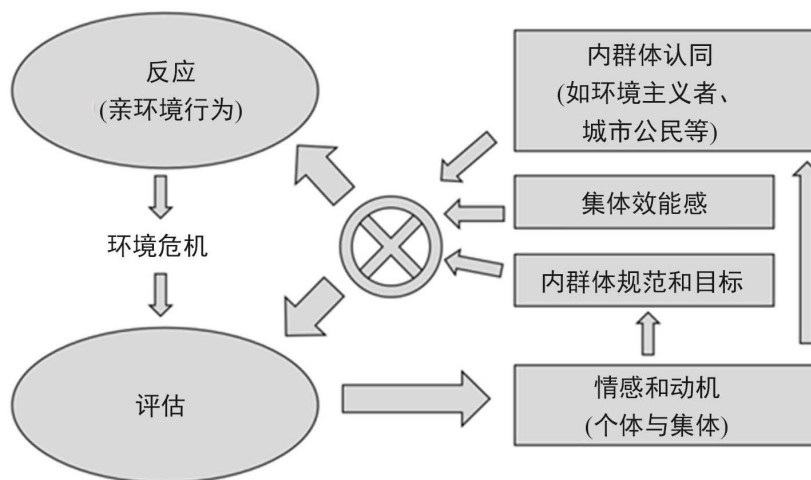 反应
(亲环境行为)
环境危机
评估
内群体认同
(如环境主义者、
城市公民等)
集体效能感
内群体规范和目标
情感和动机
(个体与集体)